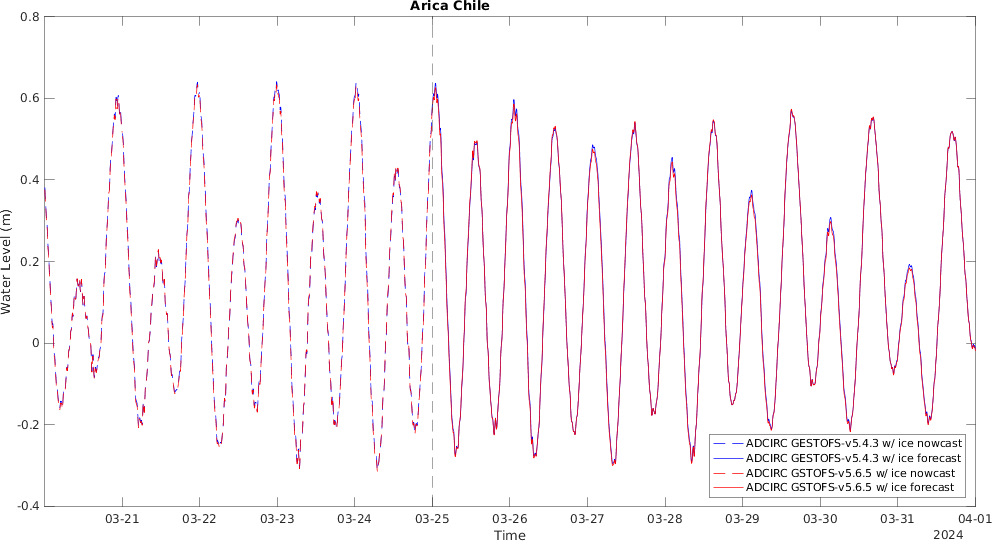 Arica Chile
0.8
0.6
0.4
0.2
0
-0.2
-0.4
Water Level (m)
ADCIRC GESTOFS-v5.4.3 w/ ice nowcast
ADCIRC GESTOFS-v5.4.3 w/ ice forecast
ADCIRC GSTOFS-v5.6.5 w/ ice nowcast
ADCIRC GSTOFS-v5.6.5 w/ ice forecast
03-21 03-22 03-23 03-24 03-25 03-26 03-27 03-28 03-29 03-30 03-31 04-01
Time
2024